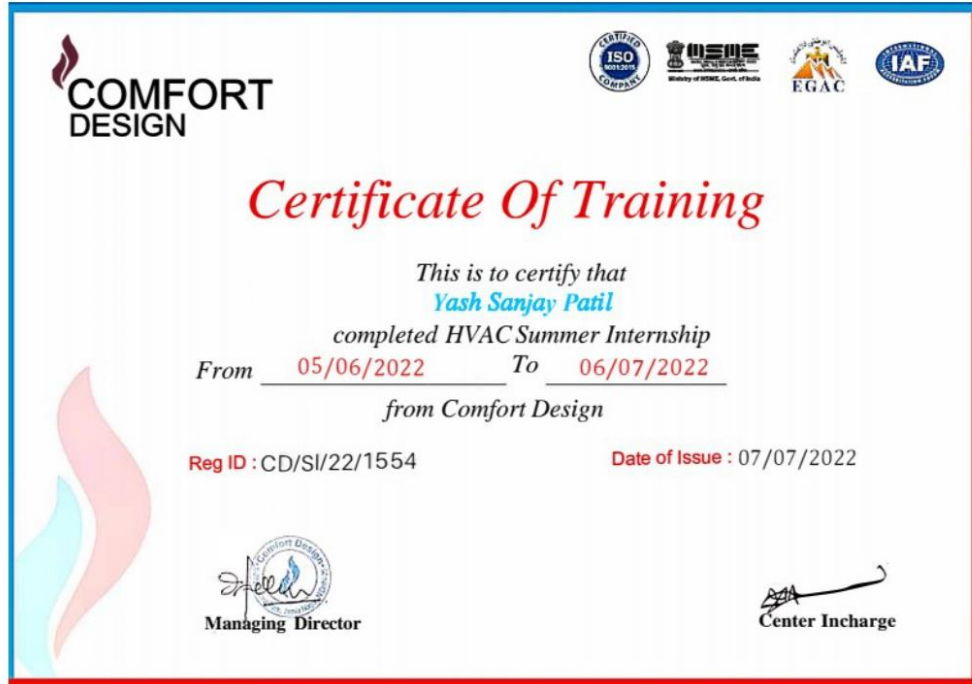 COMFORT
DESIGN
CERTIFIED
ISO
9001:2015
COMPANY
MSME
Ministry of MSME, Govt. of India
EGAC
INTERNATIONAL
IAF
Certificate Of Training
This is to certify that
Yash Sanjay Patil
completed HVAC Summer Internship
From 05/06/2022 To 06/07/2022
from Comfort Design
Reg ID : CD/SI/22/1554
Date of Issue : 07/07/2022
Comfort Design
Managing Director
Center Incharge